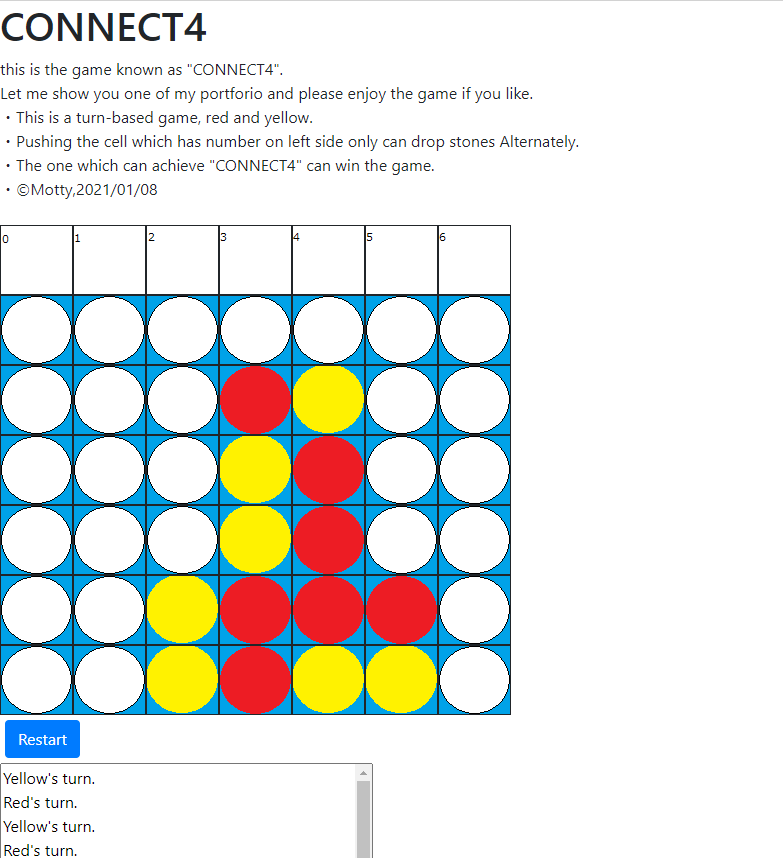 CONNECT4
this is the game known as "CONNECT4".
Let me show you one of my portforio and please enjoy the game if you like.
・This is a turn-based game, red and yellow.
・Pushing the cell which has number on left side only can drop stones Alternately.
・The one which can achieve "CONNECT4" can win the game.
・©Motty,2021/01/08
0 1 2 3 4 5 6
Restart
Yellow's turn.
Red's turn.
Yellow's turn.
Red's turn.